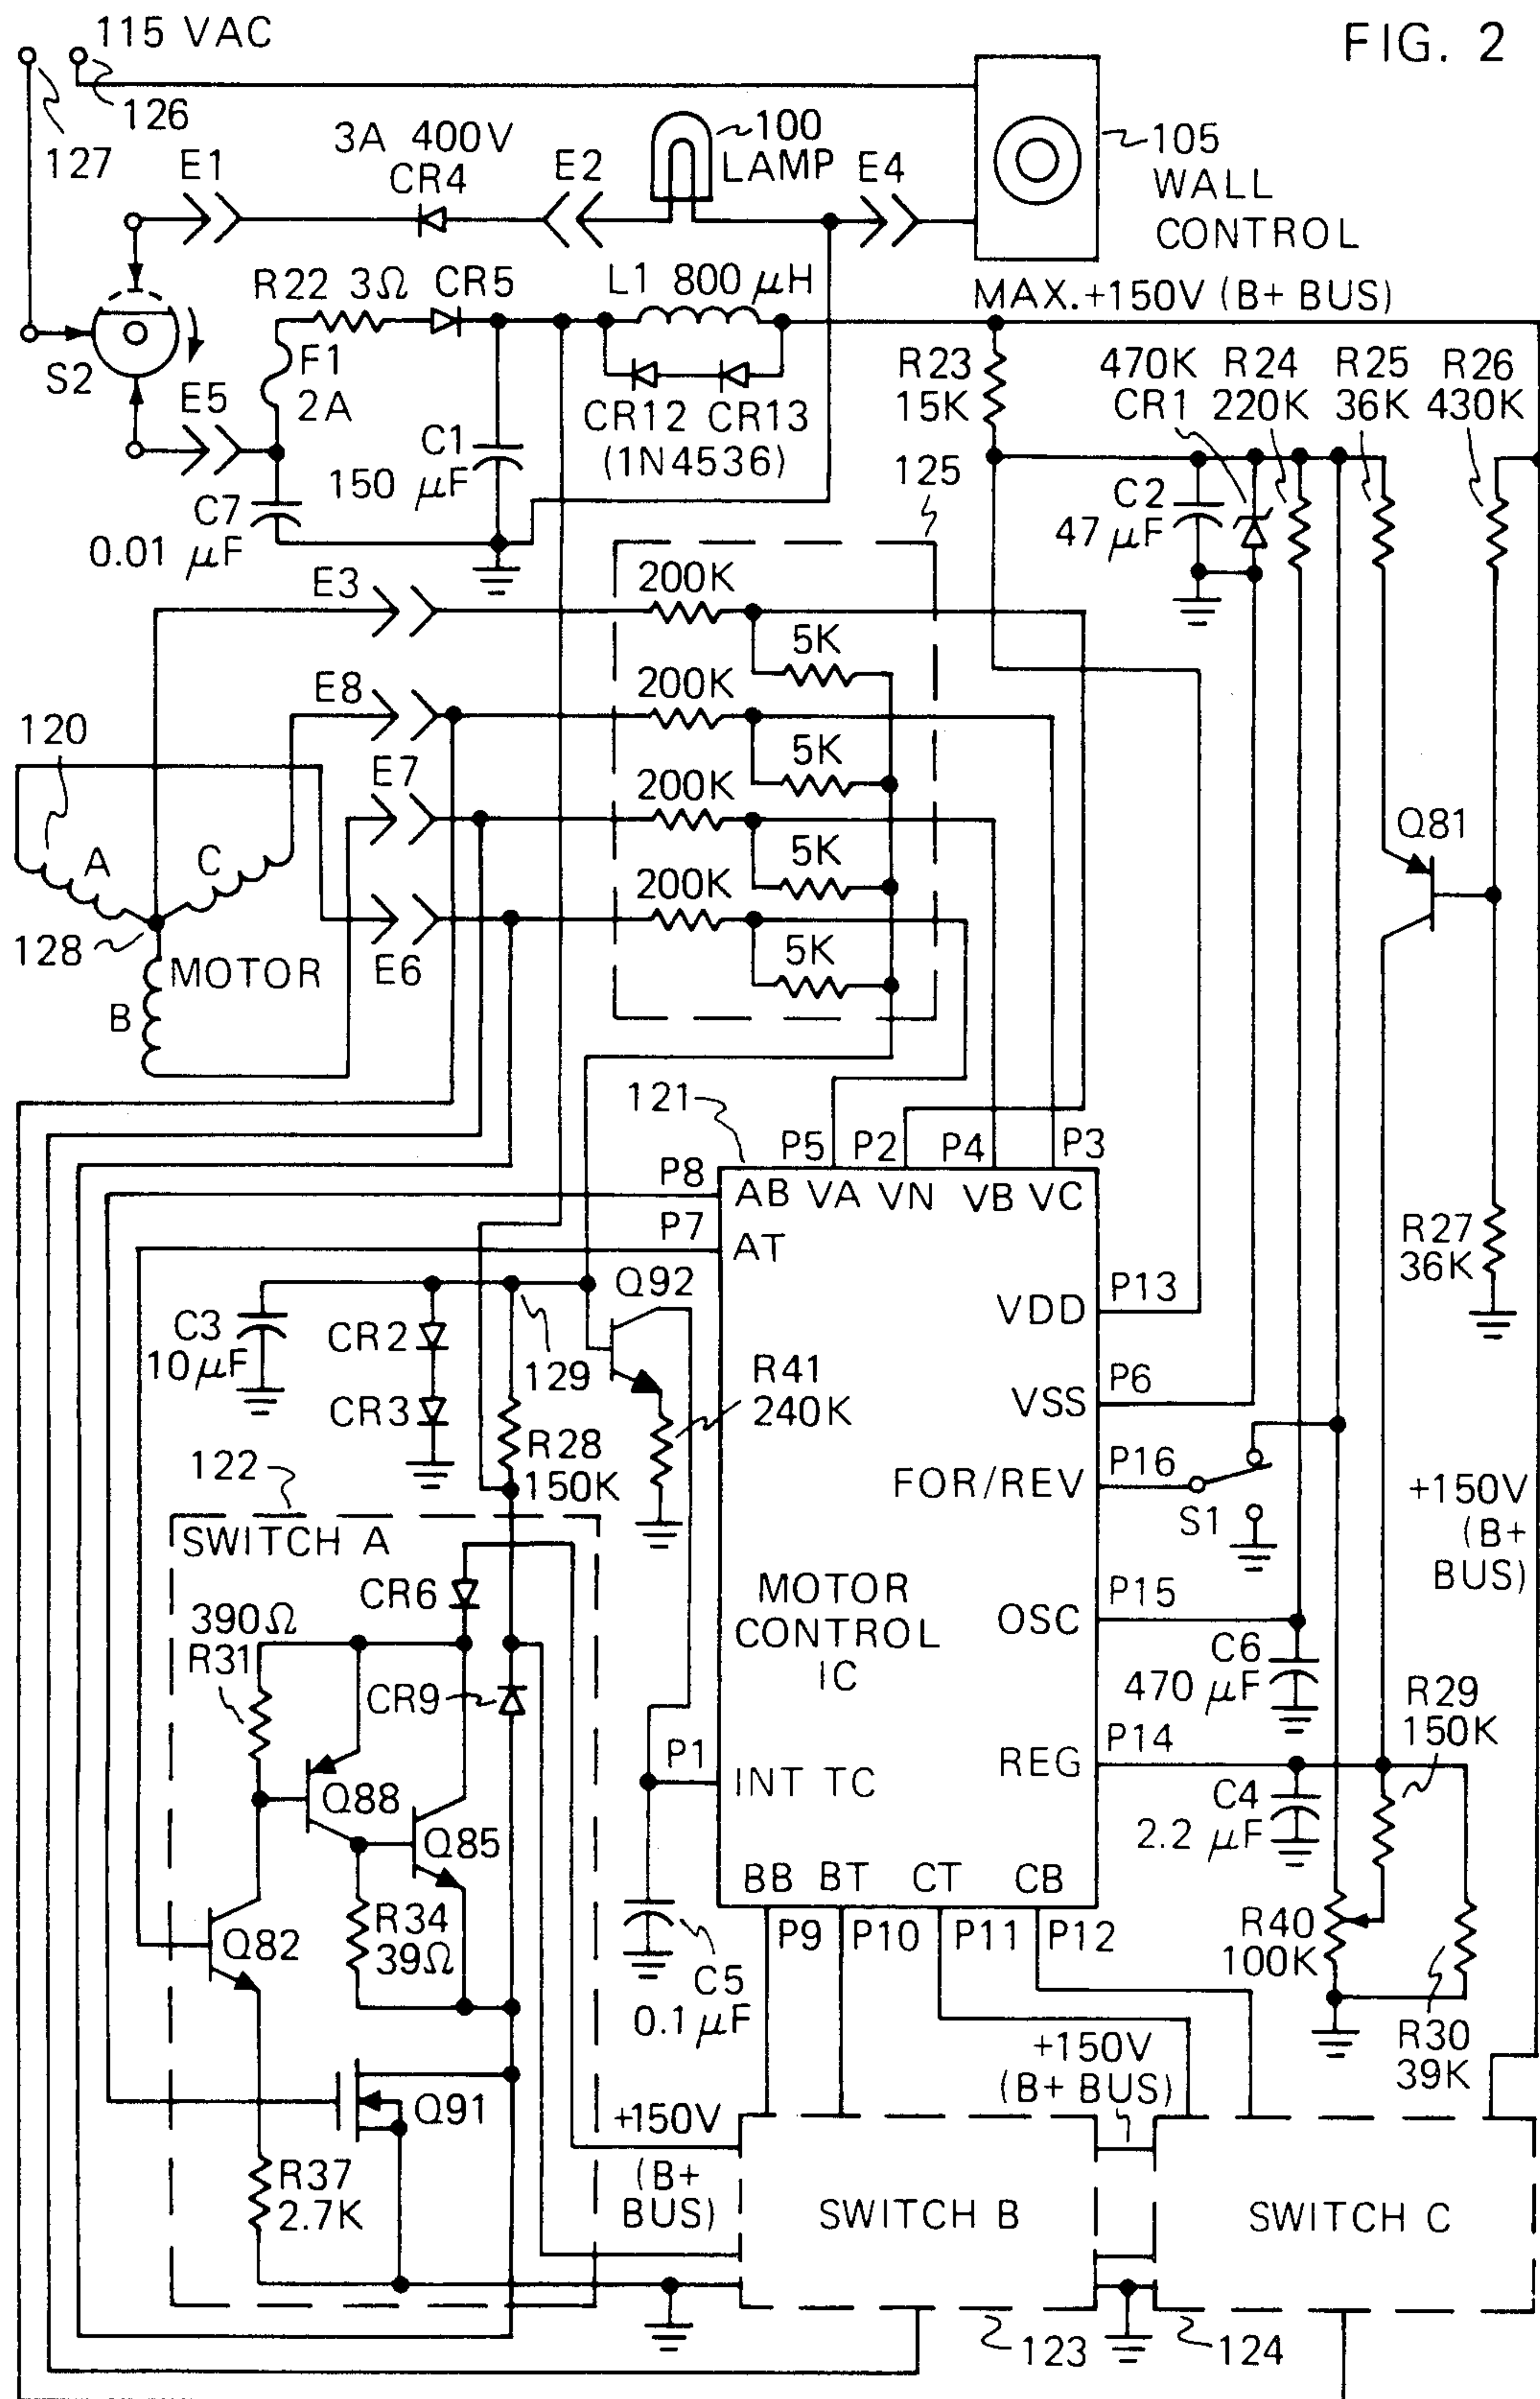 FIG. 2
115 VAC
126
127
3A 400V
CR4
E1
E2
100
LAMP
E4
105
WALL
CONTROL
R22 3Ω
CR5
L1 800 μH
MAX.+150V (B+ BUS)
S2
F1
2A
E5
C1
150 μF
CR12 CR13
(1N4536)
R23
15K
470K
CR1
R24
220K
R25
36K
R26
430K
125
C7
0.01 μF
C2
47 μF
E3
200K
5K
E8
200K
5K
120
E7
200K
5K
Q81
A
C
200K
5K
128
E6
MOTOR
B
121
P5
P2
P4
P3
P8
AB
VA
VN
VB
VC
P7
AT
R27
36K
Q92
P13
VDD
C3
10μF
CR2
129
R41
240K
P6
VSS
CR3
R28
150K
122
P16
FOR/REV
S1
+150V
(B+
BUS)
SWITCH A
CR6
MOTOR
CONTROL
IC
P15
OSC
390Ω
R31
C6
470 μF
CR9
R29
150K
P14
REG
P1
INT TC
Q88
C4
2.2 μF
Q85
BB
BT
CT
CB
R34
39Ω
Q82
P9
P10
P11
P12
R40
100K
C5
0.1 μF
R30
39K
+150V
(B+ BUS)
Q91
+150V
(B+
BUS)
R37
2.7K
SWITCH B
SWITCH C
123
124